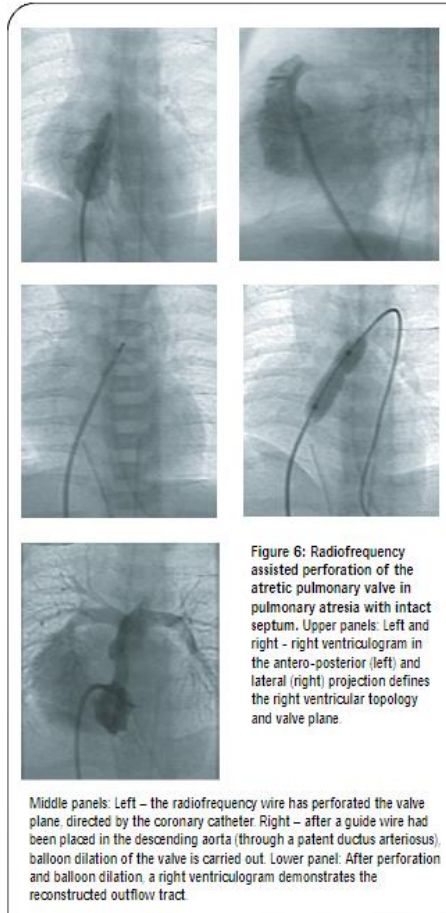 Figure 6: Radiofrequency
assisted perforation of the
atretic pulmonary valve in
pulmonary atresia with intact
septum. Upper panels: Left and
right - right ventriculogram in
the antero-posterior (left) and
lateral (right) projection defines
the right ventricular topology
and valve plane.
Middle panels: Left – the radiofrequency wire has perforated the valve
plane, directed by the coronary catheter. Right – after a guide wire had
been placed in the descending aorta (through a patent ductus arteriosus),
balloon dilation of the valve is carried out. Lower panel: After perforation
and balloon dilation, a right ventriculogram demonstrates the
reconstructed outflow tract.